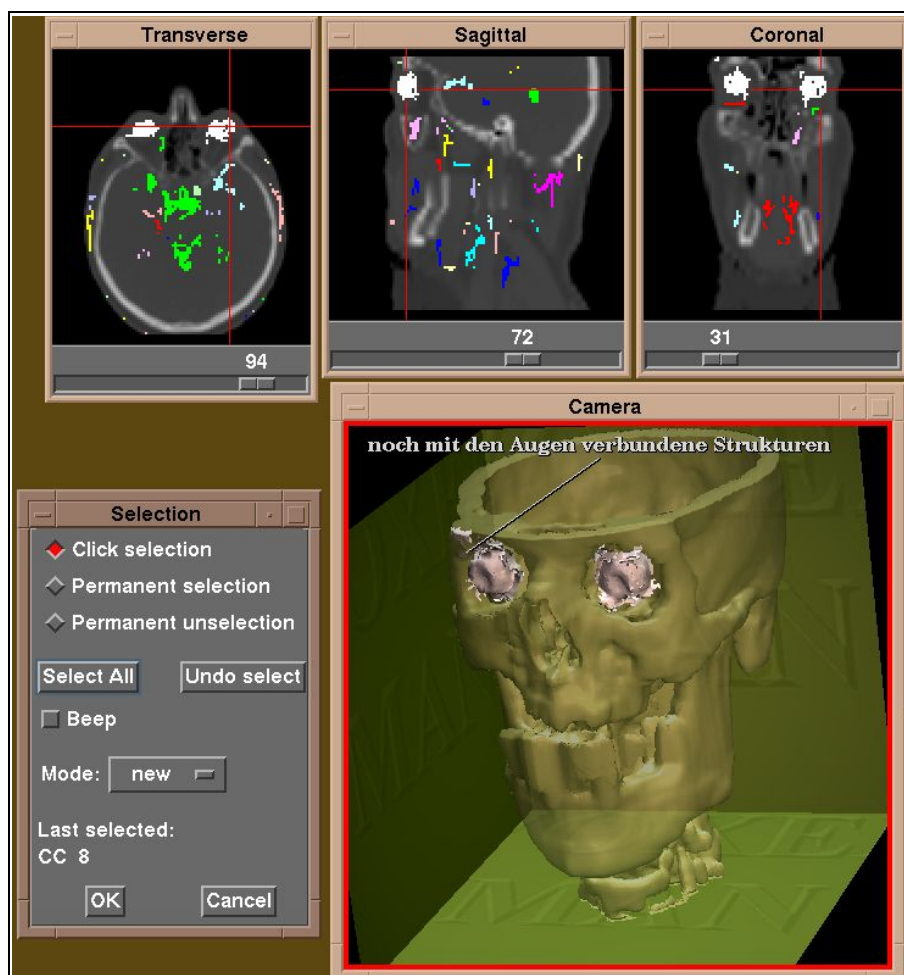 Transverse
Sagittal
Coronal
94
72
31
Camera
noch mit den Augen verbundene Strukturen
Selection
Click selection
Permanent selection
Permanent unselection
Select All
Undo select
Beep
Mode:
new
Last selected:
CC 8
OK
Cancel